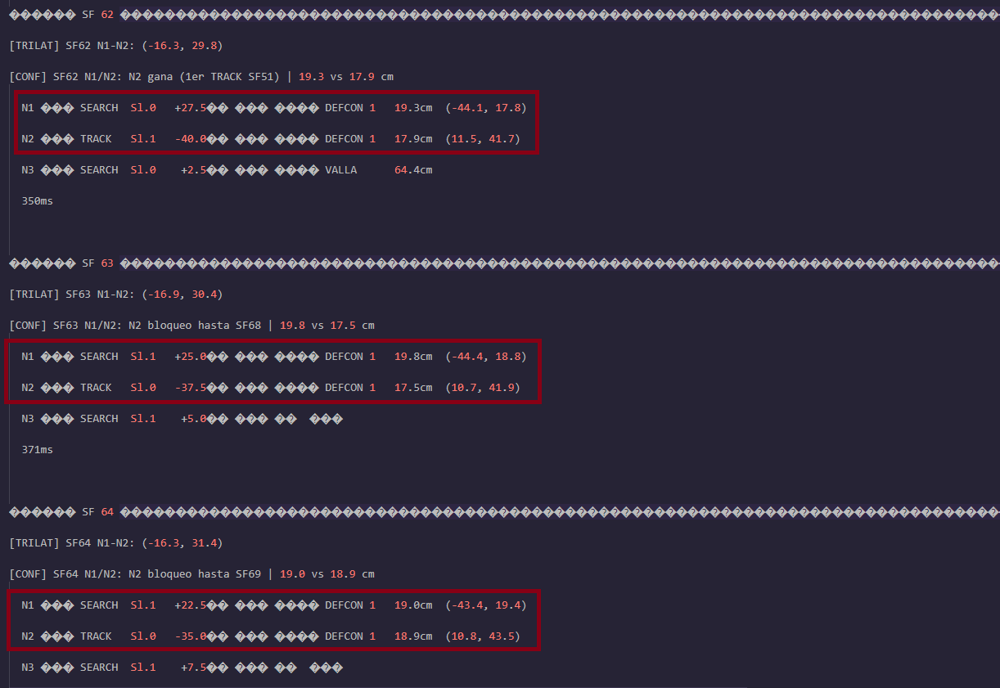 ������ SF 62 ����������������������������������������������������������������������
[TRILAT] SF62 N1-N2: (-16.3, 29.8)
[CONF] SF62 N1/N2: N2 gana (1er TRACK SF51) | 19.3 vs 17.9 cm
N1 ��� SEARCH Sl.0 +27.5�� ��� ���� DEFCON 1 19.3cm (-44.1, 17.8)
N2 ��� TRACK Sl.1 -40.0�� ��� ���� DEFCON 1 17.9cm (11.5, 41.7)
N3 ��� SEARCH Sl.0 +2.5�� ��� ���� VALLA 64.4cm
350ms
������ SF 63 ����������������������������������������������������������������������
[TRILAT] SF63 N1-N2: (-16.9, 30.4)
[CONF] SF63 N1/N2: N2 bloqueo hasta SF68 | 19.8 vs 17.5 cm
N1 ��� SEARCH Sl.1 +25.0�� ��� ���� DEFCON 1 19.8cm (-44.4, 18.8)
N2 ��� TRACK Sl.0 -37.5�� ��� ���� DEFCON 1 17.5cm (10.7, 41.9)
N3 ��� SEARCH Sl.1 +5.0�� ��� �� ���
371ms
������ SF 64 ����������������������������������������������������������������������
[TRILAT] SF64 N1-N2: (-16.3, 31.4)
[CONF] SF64 N1/N2: N2 bloqueo hasta SF69 | 19.0 vs 18.9 cm
N1 ��� SEARCH Sl.1 +22.5�� ��� ���� DEFCON 1 19.0cm (-43.4, 19.4)
N2 ��� TRACK Sl.0 -35.0�� ��� ���� DEFCON 1 18.9cm (10.8, 43.5)
N3 ��� SEARCH Sl.1 +7.5�� ��� �� ���